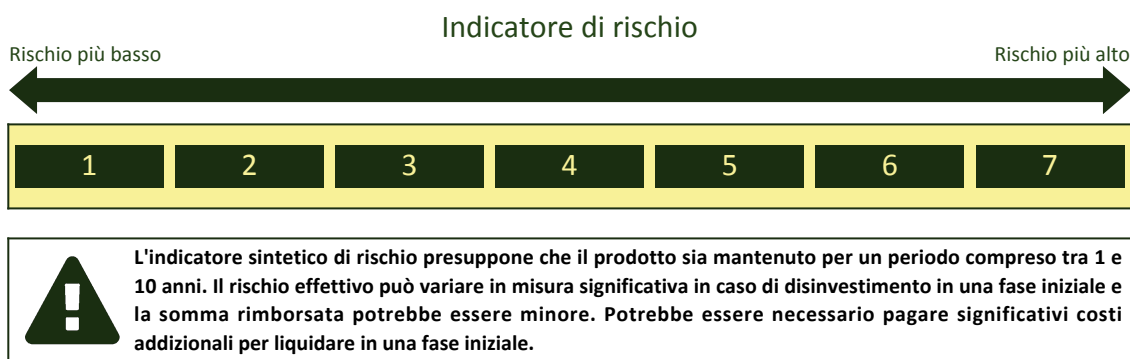 Indicatore di rischio
Rischio più basso
Rischio più alto
1 2 3 4 5 6 7
L'indicatore sintetico di rischio presuppone che il prodotto sia mantenuto per un periodo compreso tra 1 e
10 anni. Il rischio effettivo può variare in misura significativa in caso di disinvestimento in una fase iniziale e
la somma rimborsata potrebbe essere minore. Potrebbe essere necessario pagare significativi costi
addizionali per liquidare in una fase iniziale.